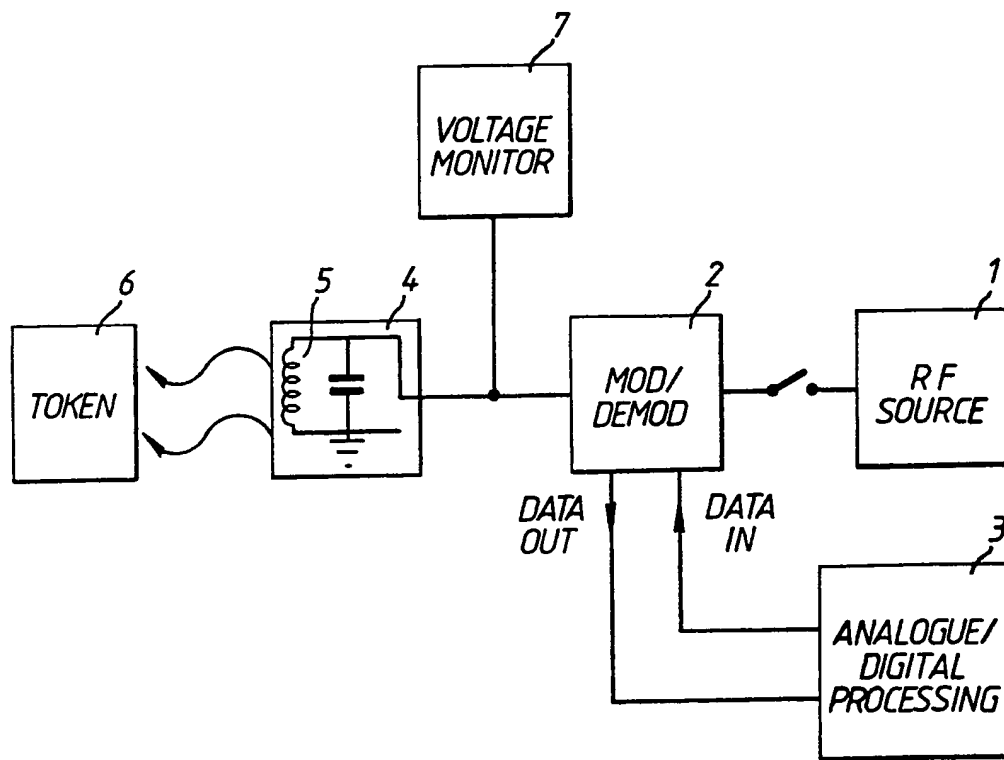 7
VOLTAGE
MONITOR
6
TOKEN
5
4
2
MOD/
DEMOD
1
RF
SOURCE
DATA
OUT
DATA
IN
3
ANALOGUE/
DIGITAL
PROCESSING